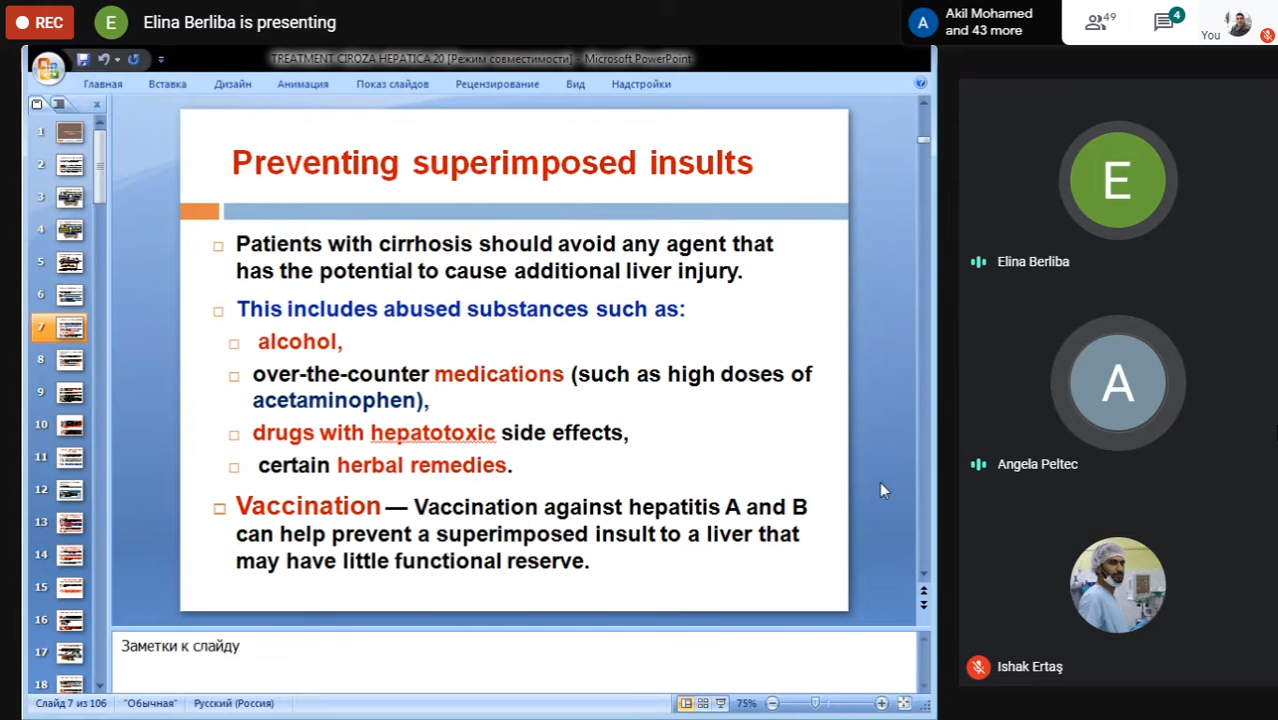 REC
E
Elina Berliba is presenting
A
Akil Mohamed
and 43 more
49
4
You
TREATMENT CIROZA HEPATICA 20 [Режим совместимости] - Microsoft PowerPoint
Главная
Вставка
Дизайн
Анимация
Показ слайдов
Рецензирование
Вид
Надстройки
1
2
3
4
5
6
7
8
9
10
11
12
13
14
15
16
17
18
Preventing superimposed insults
Patients with cirrhosis should avoid any agent that
has the potential to cause additional liver injury.
This includes abused substances such as:
alcohol,
over-the-counter medications (such as high doses of
acetaminophen),
drugs with hepatotoxic side effects,
certain herbal remedies.
Vaccination — Vaccination against hepatitis A and B
can help prevent a superimposed insult to a liver that
may have little functional reserve.
Заметки к слайду
Слайд 7 из 106
"Обычная"
Русский (Россия)
75%
E
Elina Berliba
A
Angela Peltec
Ishak Ertaş